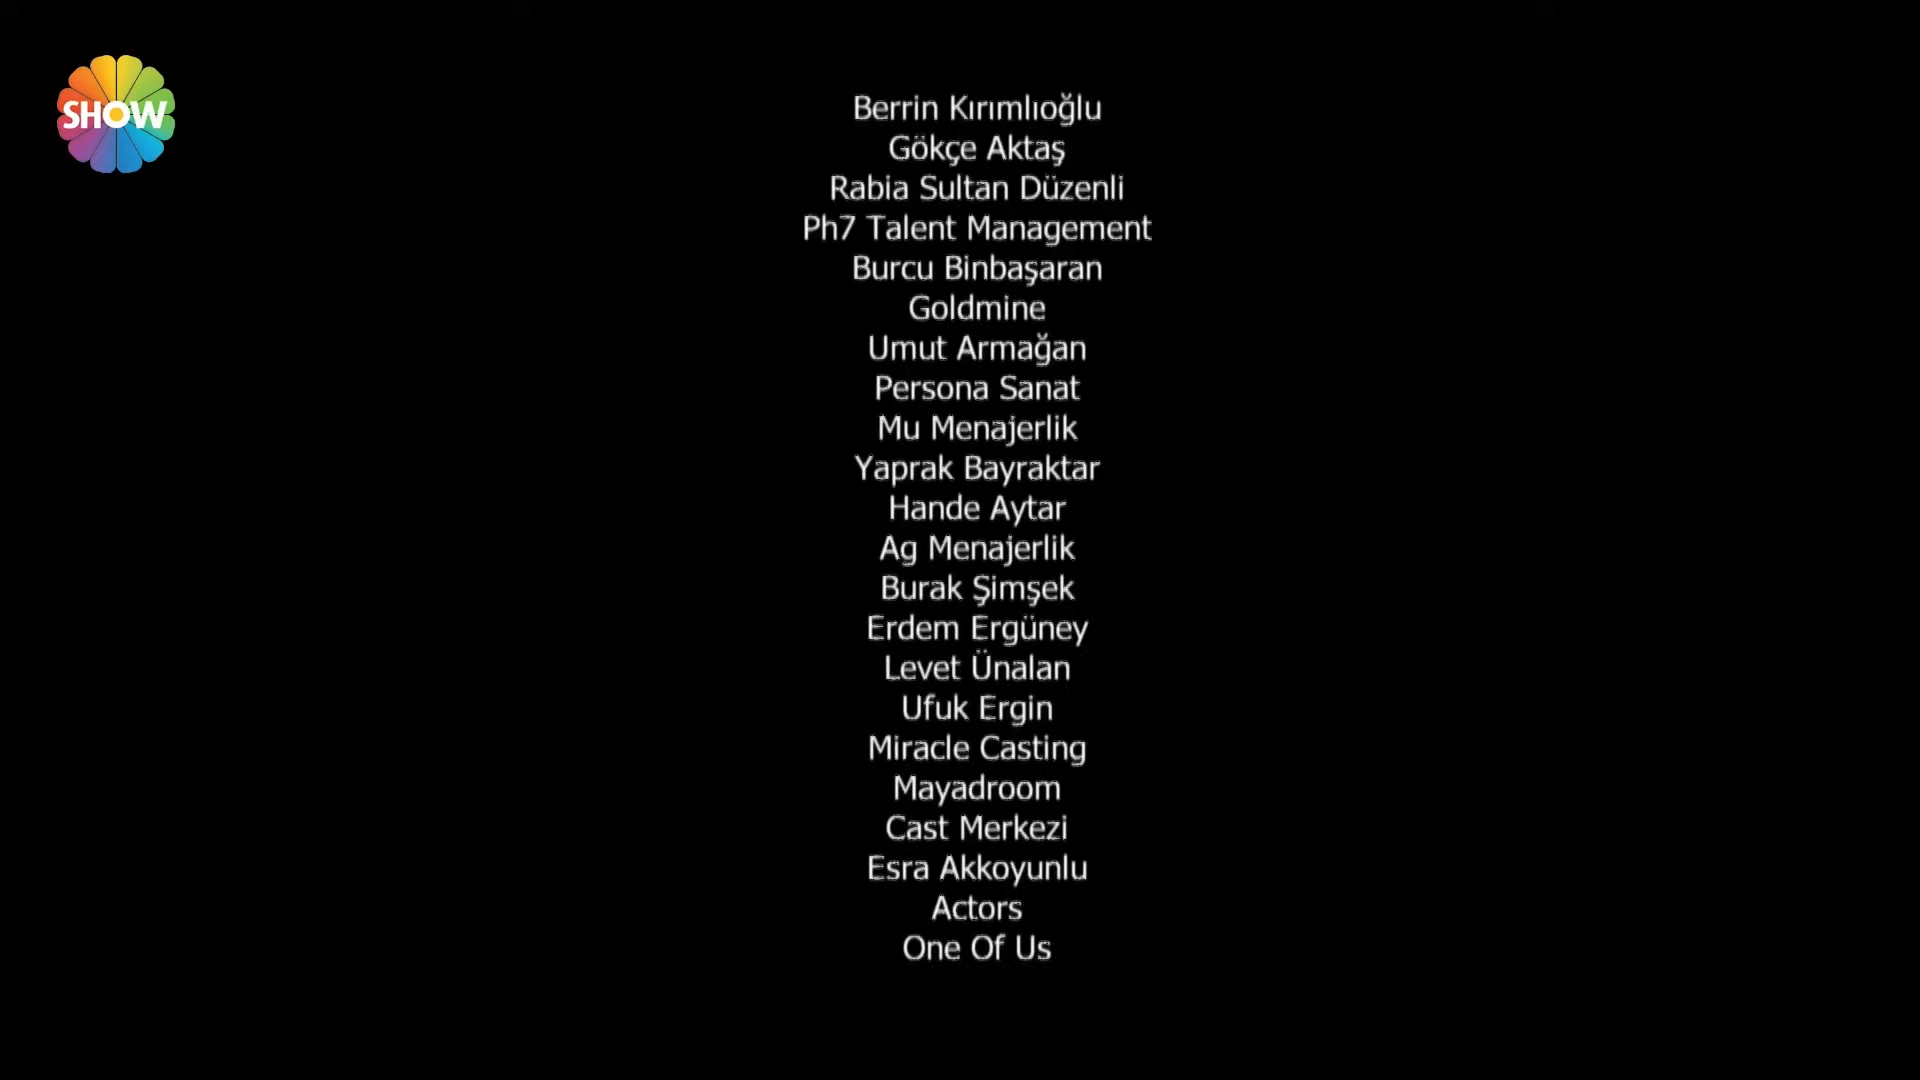 SHOW
Berrin Kırımlıoğlu
Gökçe Aktaş
Rabia Sultan Düzenli
Ph7 Talent Management
Burcu Binbaşaran
Goldmine
Umut Armağan
Persona Sanat
Mu Menajerlik
Yaprak Bayraktar
Hande Aytar
Ag Menajerlik
Burak Şimşek
Erdem Ergüney
Levet Ünalan
Ufuk Ergin
Miracle Casting
Mayadroom
Cast Merkezi
Esra Akkoyunlu
Actors
One Of Us